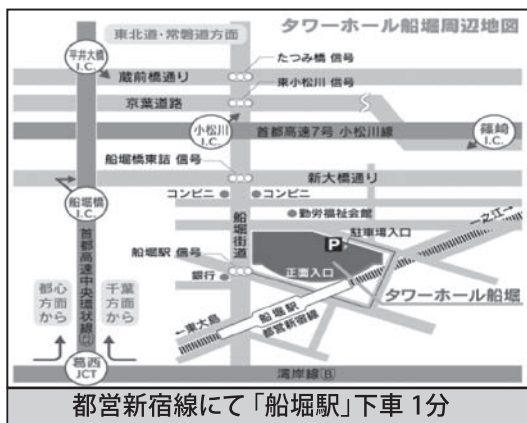 タワーホール船堀周辺地図
東北道・常磐道方面
平井大橋
I.C.
たつみ橋 信号
蔵前橋通り
東小松川 信号
京葉道路
小松川
I.C.
首都高速7号 小松川線
篠崎
I.C.
船堀橋東詰 信号
新大橋通り
船堀橋
I.C.
コンビニ
コンビニ
勤労福祉会館
船堀街道
駐車場入口
P
一之江→
船堀駅 信号
正面入口
銀行
タワーホール船堀
首都高速中央環状線
都心
方面
から
千葉
方面
から
船堀駅
都営新宿線
←東大島
葛西
JCT
湾岸線B
都営新宿線にて「船堀駅」下車 1分